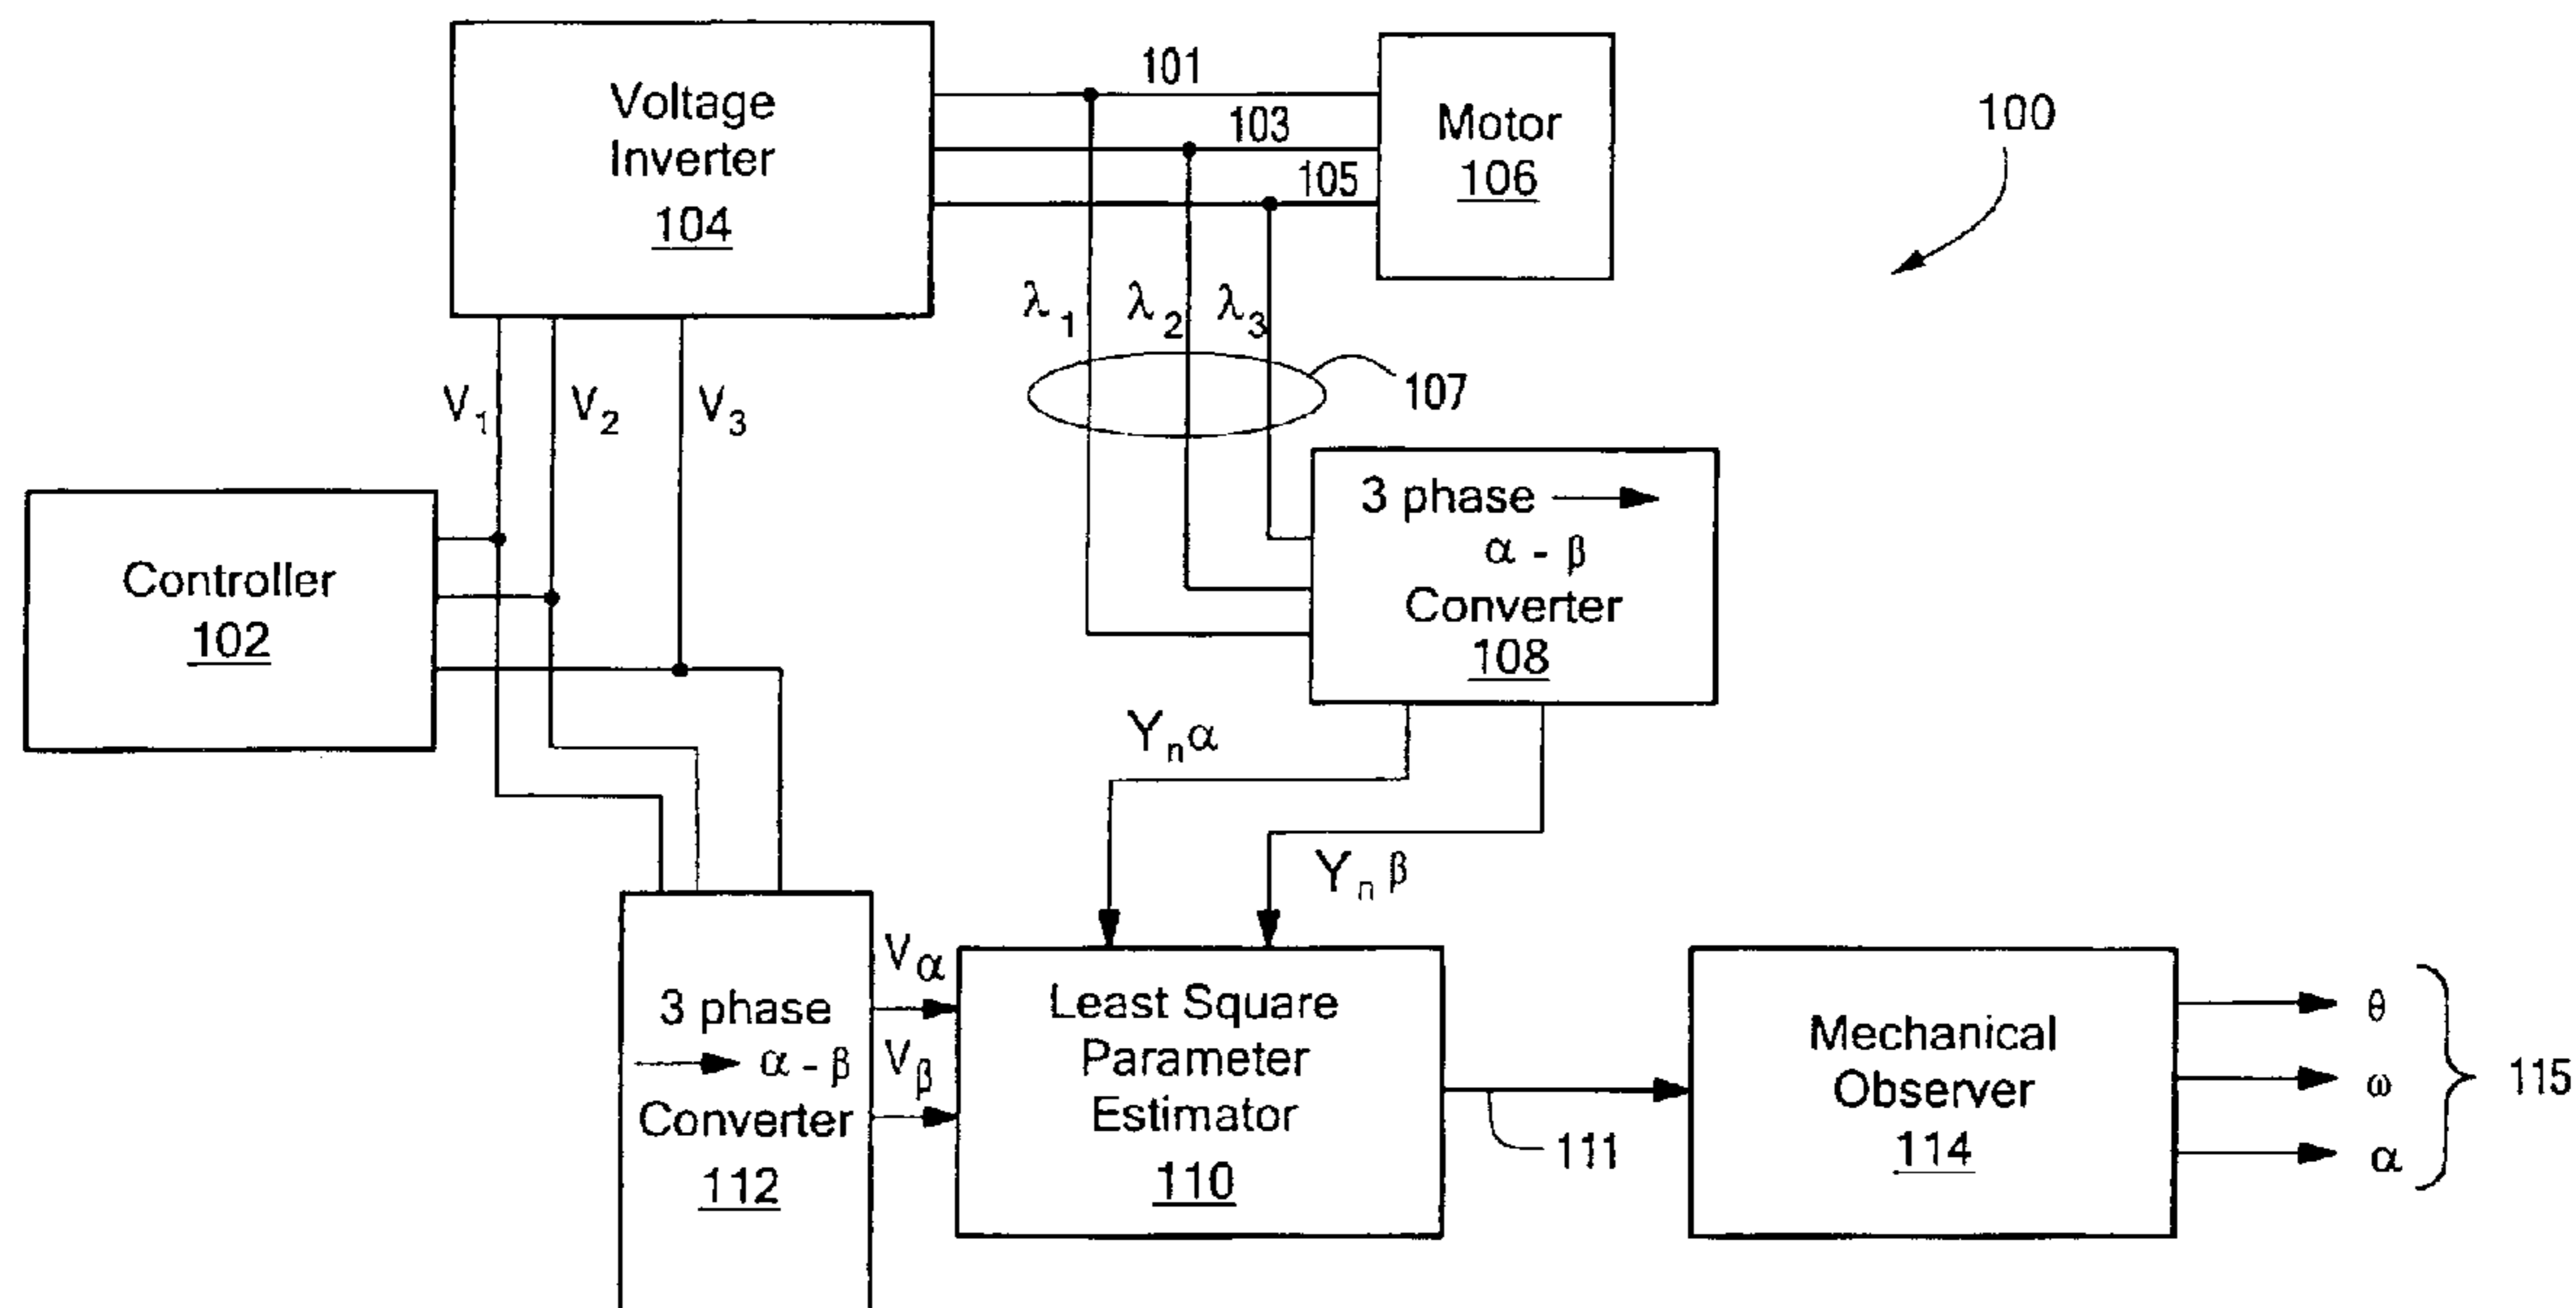 Voltage
Inverter
104
101
103
105
Motor
106
100
λ1
λ2
λ3
107
V1
V2
V3
Controller
102
3 phase →
α - β
Converter
108
Ynα
Ynβ
3 phase
→ α - β
Converter
112
Vα
Vβ
Least Square
Parameter
Estimator
110
111
Mechanical
Observer
114
θ
ω
α
115